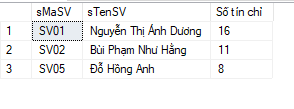 sMaSV sTenSV Số tín chỉ
1 SV01 Nguyễn Thị Ánh Dương 16
2 SV02 Bùi Phạm Như Hằng 11
3 SV05 Đỗ Hồng Anh 8